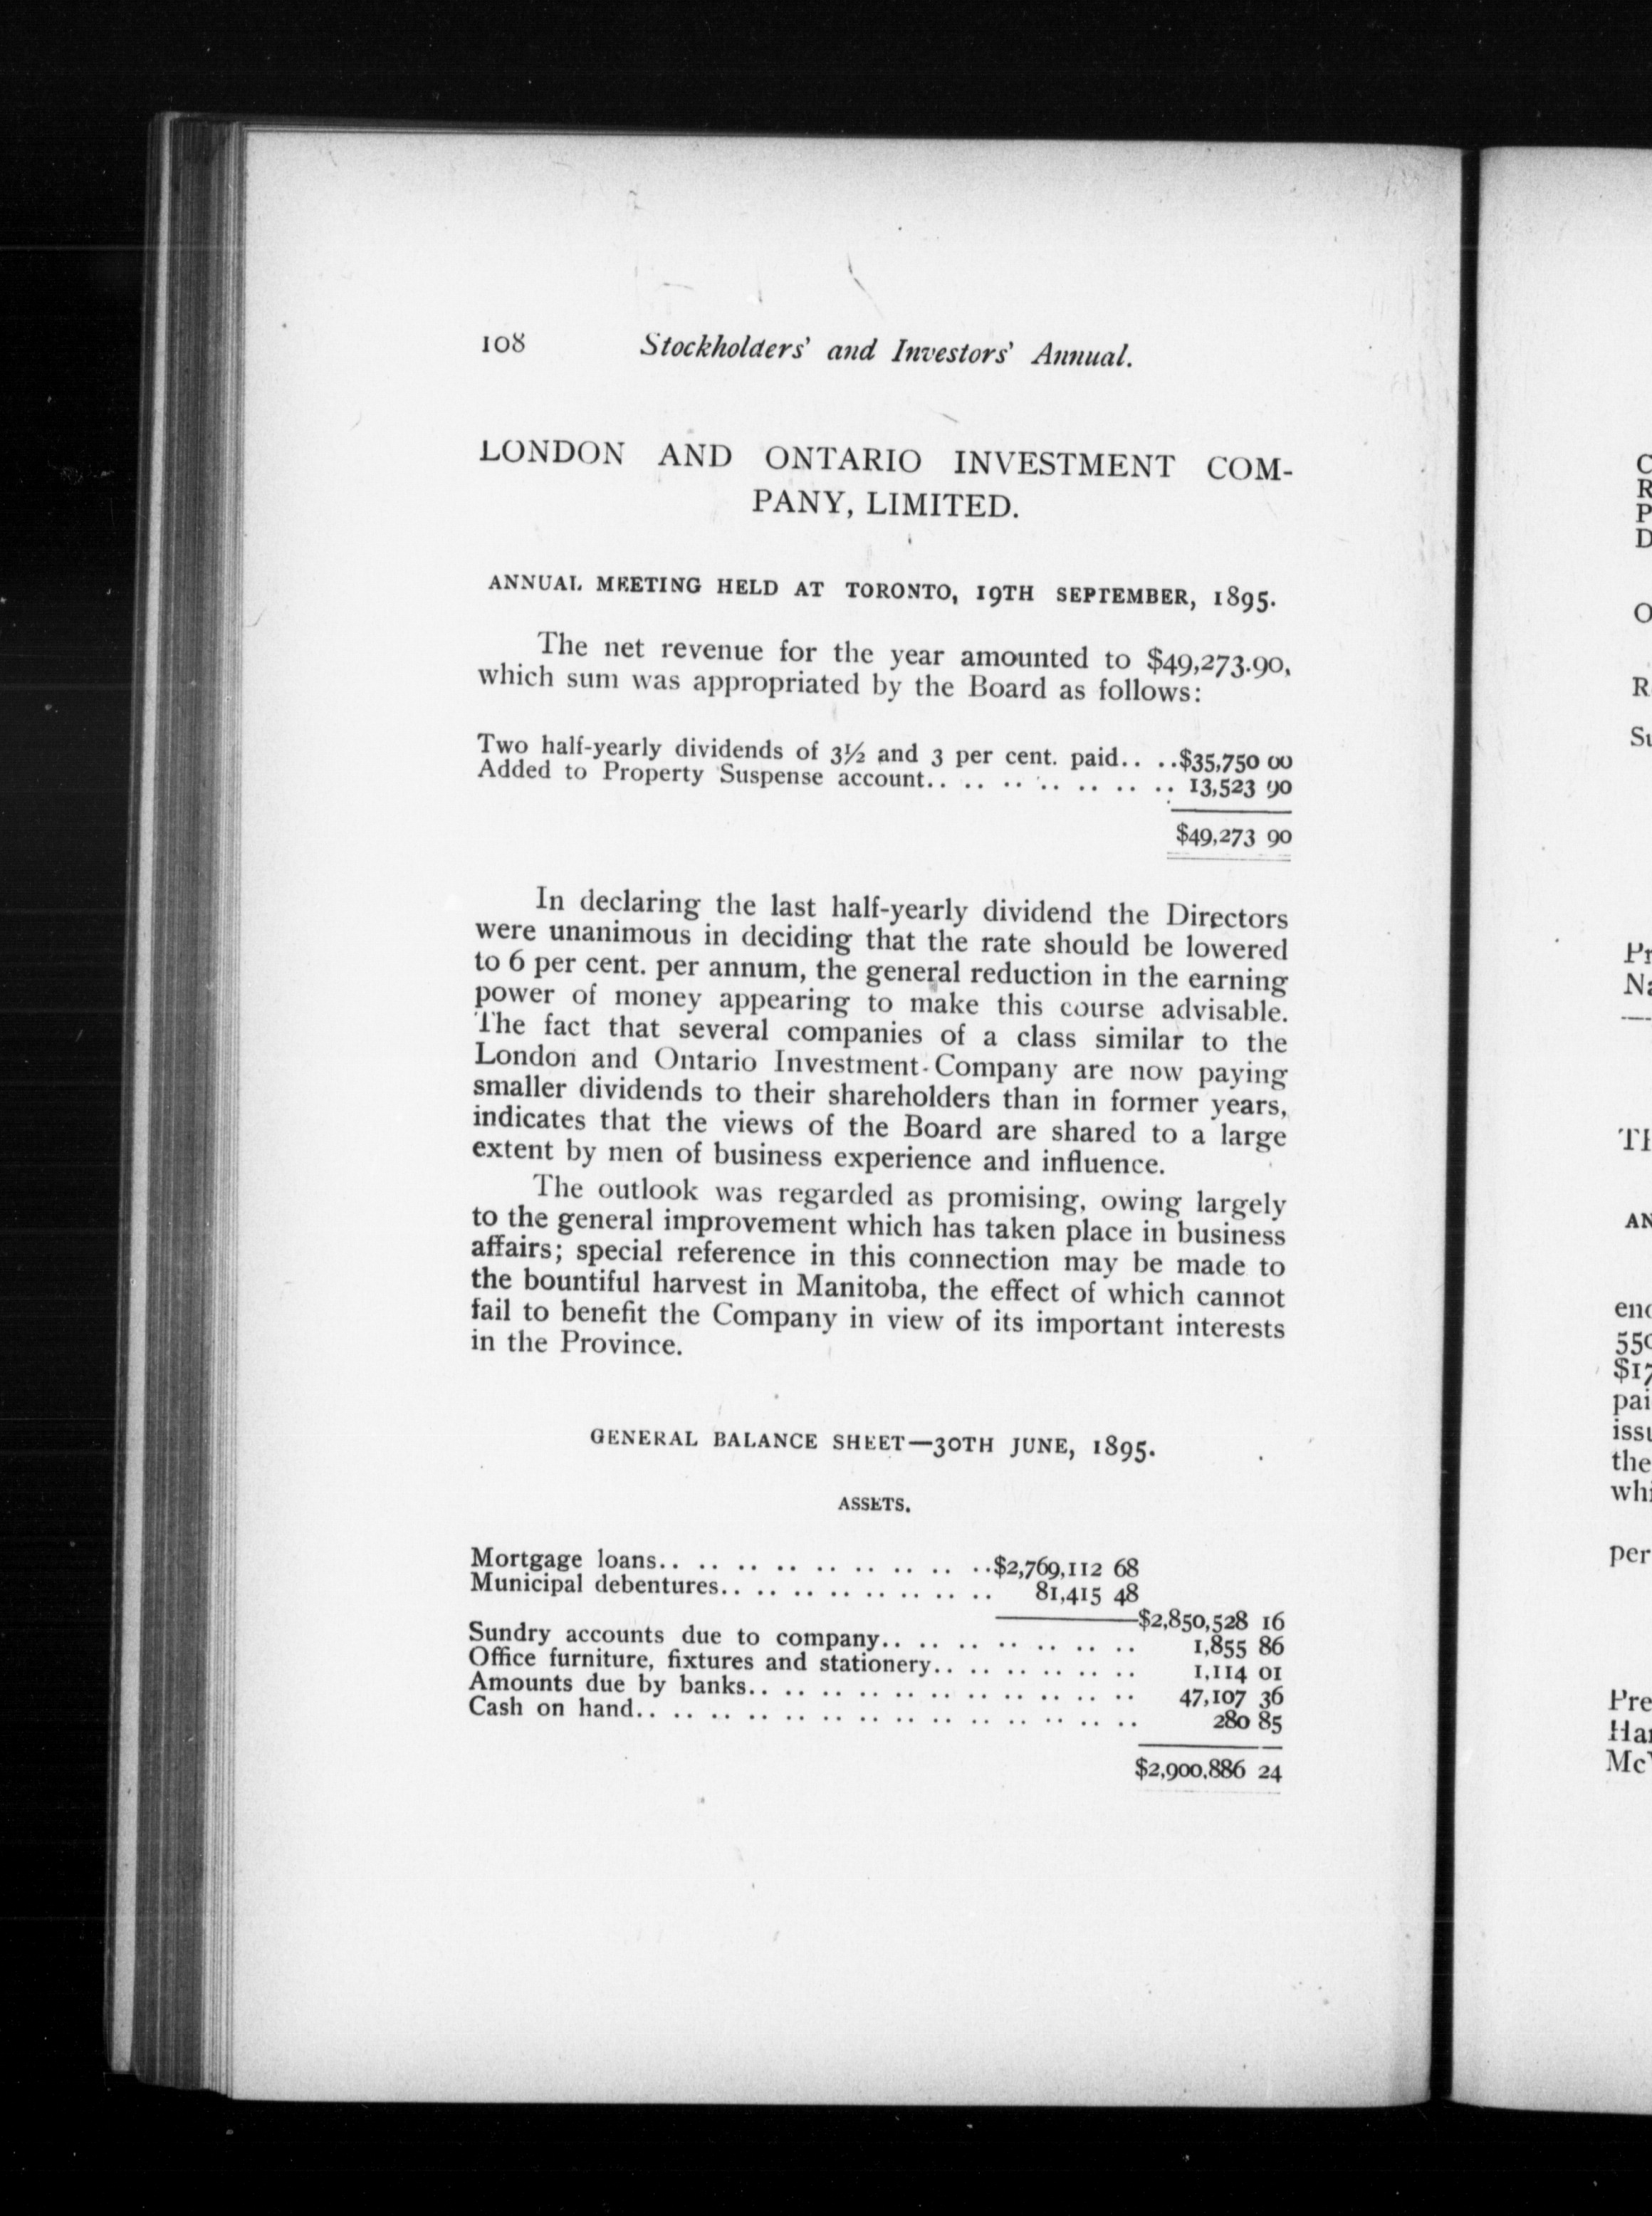 108 Stockholders' and Investors' Annual.
LONDON AND ONTARIO INVESTMENT COM-
PANY, LIMITED.
ANNUAL MEETING HELD AT TORONTO, 19TH SEPTEMBER, 1895.
The net revenue for the year amounted to $49,273.90,
which sum was appropriated by the Board as follows:
Two half-yearly dividends of 3½ and 3 per cent. paid.. ..$35,750 00
Added to Property Suspense account.. .. .. .. .. .. .. 13,523 90
$49,273 90
In declaring the last half-yearly dividend the Directors
were unanimous in deciding that the rate should be lowered
to 6 per cent. per annum, the general reduction in the earning
power of money appearing to make this course advisable.
The fact that several companies of a class similar to the
London and Ontario Investment Company are now paying
smaller dividends to their shareholders than in former years,
indicates that the views of the Board are shared to a large
extent by men of business experience and influence.
The outlook was regarded as promising, owing largely
to the general improvement which has taken place in business
affairs; special reference in this connection may be made to
the bountiful harvest in Manitoba, the effect of which cannot
fail to benefit the Company in view of its important interests
in the Province.
GENERAL BALANCE SHEET—30TH JUNE, 1895.
ASSETS.
Mortgage loans.. .. .. .. .. .. .. .. ..$2,769,112 68
Municipal debentures.. .. .. .. .. .. .. .. 81,415 48
$2,850,528 16
Sundry accounts due to company.. .. .. .. .. .. .. 1,855 86
Office furniture, fixtures and stationery.. .. .. .. .. .. 1,114 01
Amounts due by banks.. .. .. .. .. .. .. .. .. .. .. 47,107 36
Cash on hand.. .. .. .. .. .. .. .. .. .. .. .. .. .. 280 85
$2,900,886 24